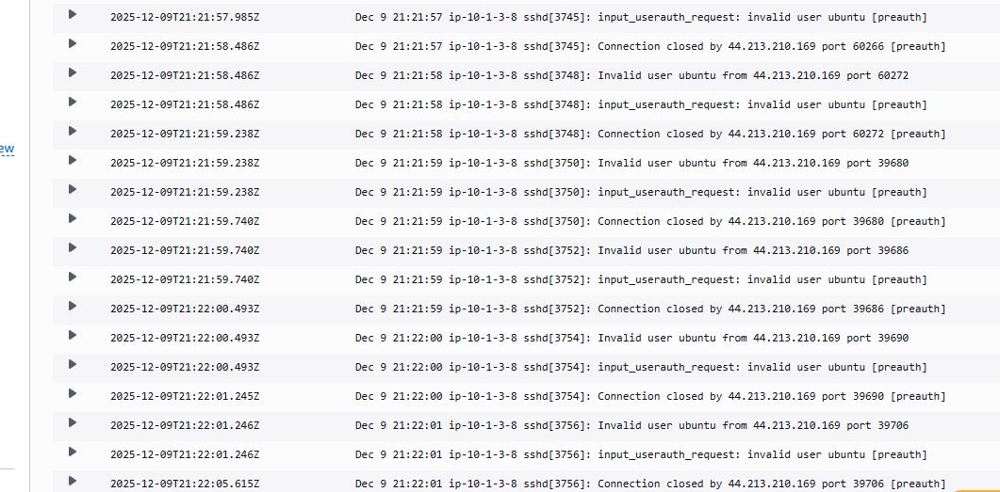 2025-12-09T21:21:57.985Z Dec 9 21:21:57 ip-10-1-3-8 sshd[3745]: input_userauth_request: invalid user ubuntu [preauth]
2025-12-09T21:21:58.486Z Dec 9 21:21:57 ip-10-1-3-8 sshd[3745]: Connection closed by 44.213.210.169 port 60266 [preauth]
2025-12-09T21:21:58.486Z Dec 9 21:21:58 ip-10-1-3-8 sshd[3748]: Invalid user ubuntu from 44.213.210.169 port 60272
2025-12-09T21:21:58.486Z Dec 9 21:21:58 ip-10-1-3-8 sshd[3748]: input_userauth_request: invalid user ubuntu [preauth]
2025-12-09T21:21:59.238Z Dec 9 21:21:58 ip-10-1-3-8 sshd[3748]: Connection closed by 44.213.210.169 port 60272 [preauth]
ew
2025-12-09T21:21:59.238Z Dec 9 21:21:59 ip-10-1-3-8 sshd[3750]: Invalid user ubuntu from 44.213.210.169 port 39680
2025-12-09T21:21:59.238Z Dec 9 21:21:59 ip-10-1-3-8 sshd[3750]: input_userauth_request: invalid user ubuntu [preauth]
2025-12-09T21:21:59.740Z Dec 9 21:21:59 ip-10-1-3-8 sshd[3750]: Connection closed by 44.213.210.169 port 39680 [preauth]
2025-12-09T21:21:59.740Z Dec 9 21:21:59 ip-10-1-3-8 sshd[3752]: Invalid user ubuntu from 44.213.210.169 port 39686
2025-12-09T21:21:59.740Z Dec 9 21:21:59 ip-10-1-3-8 sshd[3752]: input_userauth_request: invalid user ubuntu [preauth]
2025-12-09T21:22:00.493Z Dec 9 21:21:59 ip-10-1-3-8 sshd[3752]: Connection closed by 44.213.210.169 port 39686 [preauth]
2025-12-09T21:22:00.493Z Dec 9 21:22:00 ip-10-1-3-8 sshd[3754]: Invalid user ubuntu from 44.213.210.169 port 39690
2025-12-09T21:22:00.493Z Dec 9 21:22:00 ip-10-1-3-8 sshd[3754]: input_userauth_request: invalid user ubuntu [preauth]
2025-12-09T21:22:01.245Z Dec 9 21:22:00 ip-10-1-3-8 sshd[3754]: Connection closed by 44.213.210.169 port 39690 [preauth]
2025-12-09T21:22:01.246Z Dec 9 21:22:01 ip-10-1-3-8 sshd[3756]: Invalid user ubuntu from 44.213.210.169 port 39706
2025-12-09T21:22:01.246Z Dec 9 21:22:01 ip-10-1-3-8 sshd[3756]: input_userauth_request: invalid user ubuntu [preauth]
2025-12-09T21:22:05.615Z Dec 9 21:22:01 ip-10-1-3-8 sshd[3756]: Connection closed by 44.213.210.169 port 39706 [preauth]